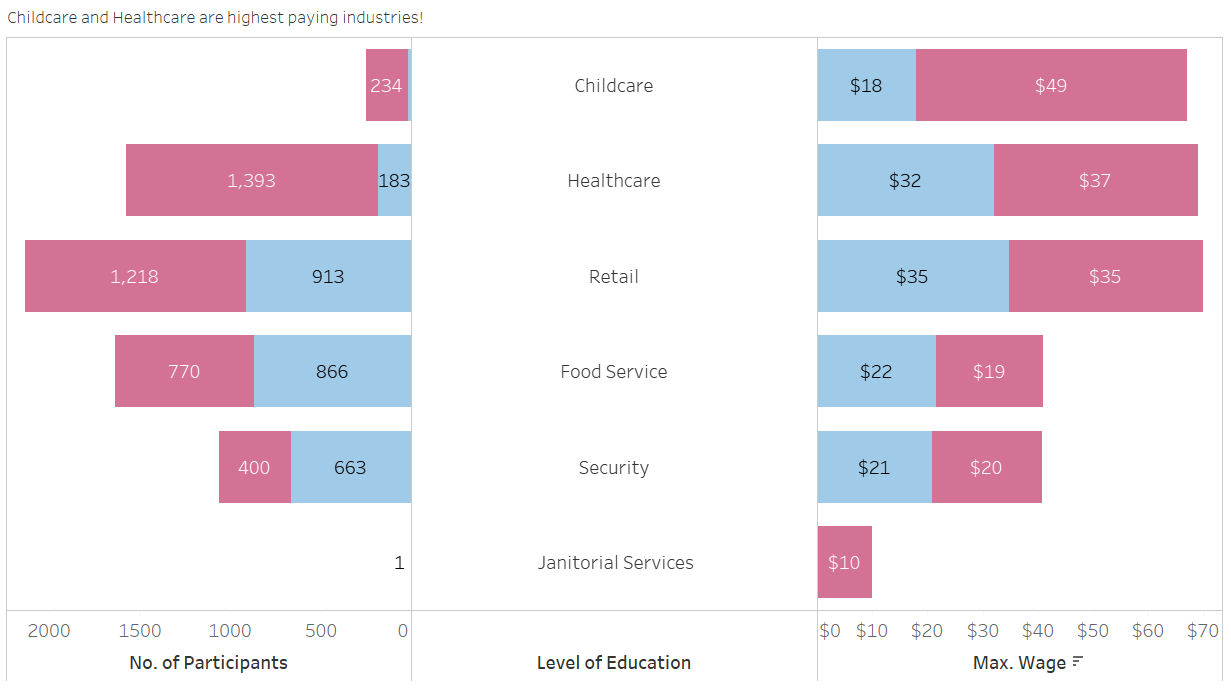 Childcare and Healthcare are highest paying industries!
234 Childcare $18 $49
1,393 183 Healthcare $32 $37
1,218 913 Retail $35 $35
770 866 Food Service $22 $19
400 663 Security $21 $20
1 Janitorial Services $10
2000 1500 1000 500 0 $0 $10 $20 $30 $40 $50 $60 $70
No. of Participants Level of Education Max. Wage